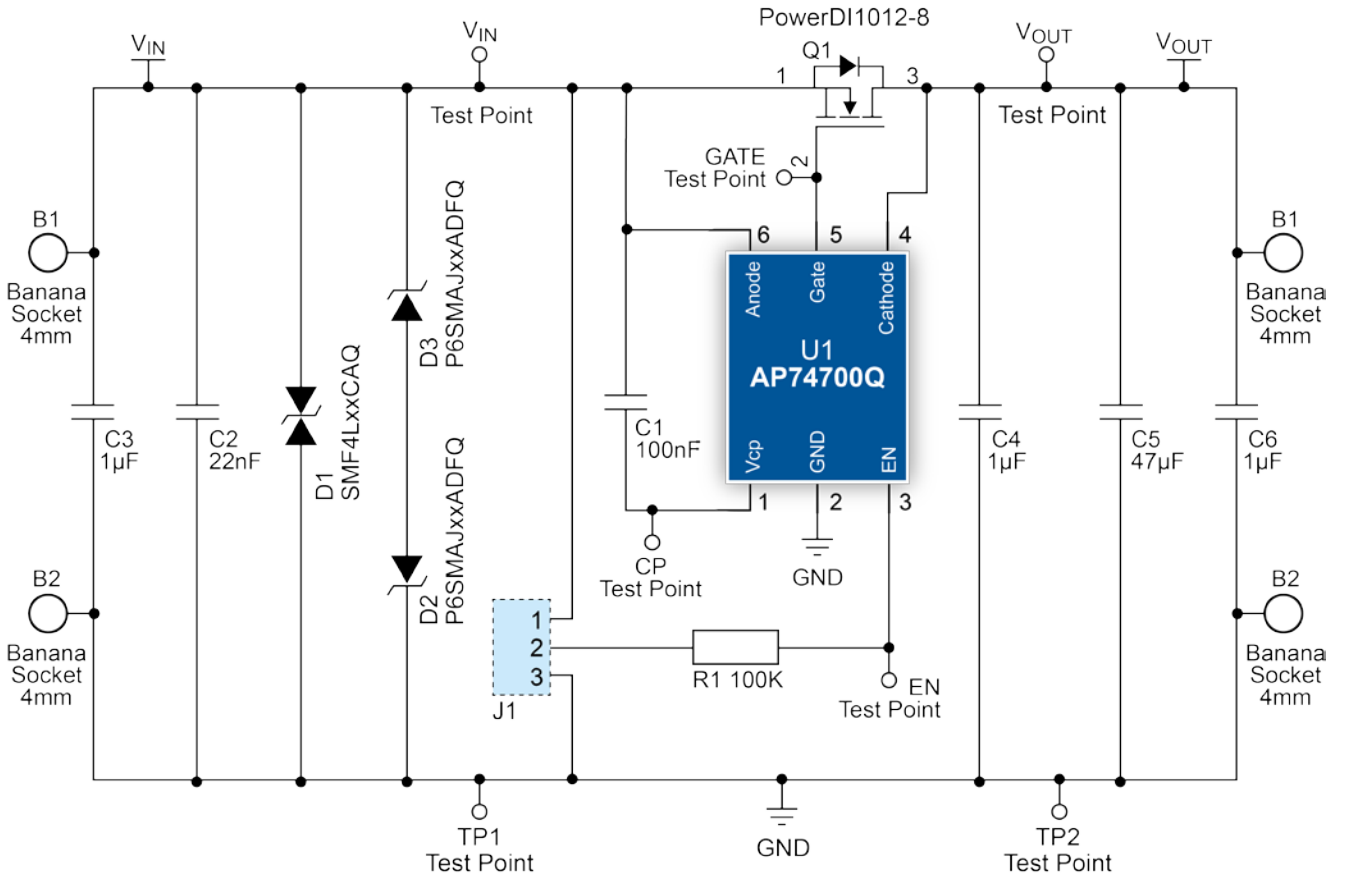 PowerDI1012-8
VIN
VIN
Q1
VOUT
VOUT
1
3
Test Point
Test Point
GATE
Test Point
2
B1
Banana
Socket
4mm
D3
P6SMAJxxADFQ
6
5
4
Anode
Gate
Cathode
U1
AP74700Q
Vcp
GND
EN
1
2
3
B1
Banana
Socket
4mm
C3
1µF
C2
22nF
D1
SMF4LxxCAQ
C1
100nF
C4
1µF
C5
47µF
C6
1µF
D2
P6SMAJxxADFQ
CP
Test Point
GND
B2
Banana
Socket
4mm
1
2
3
J1
R1 100K
EN
Test Point
B2
Banana
Socket
4mm
TP1
Test Point
GND
TP2
Test Point